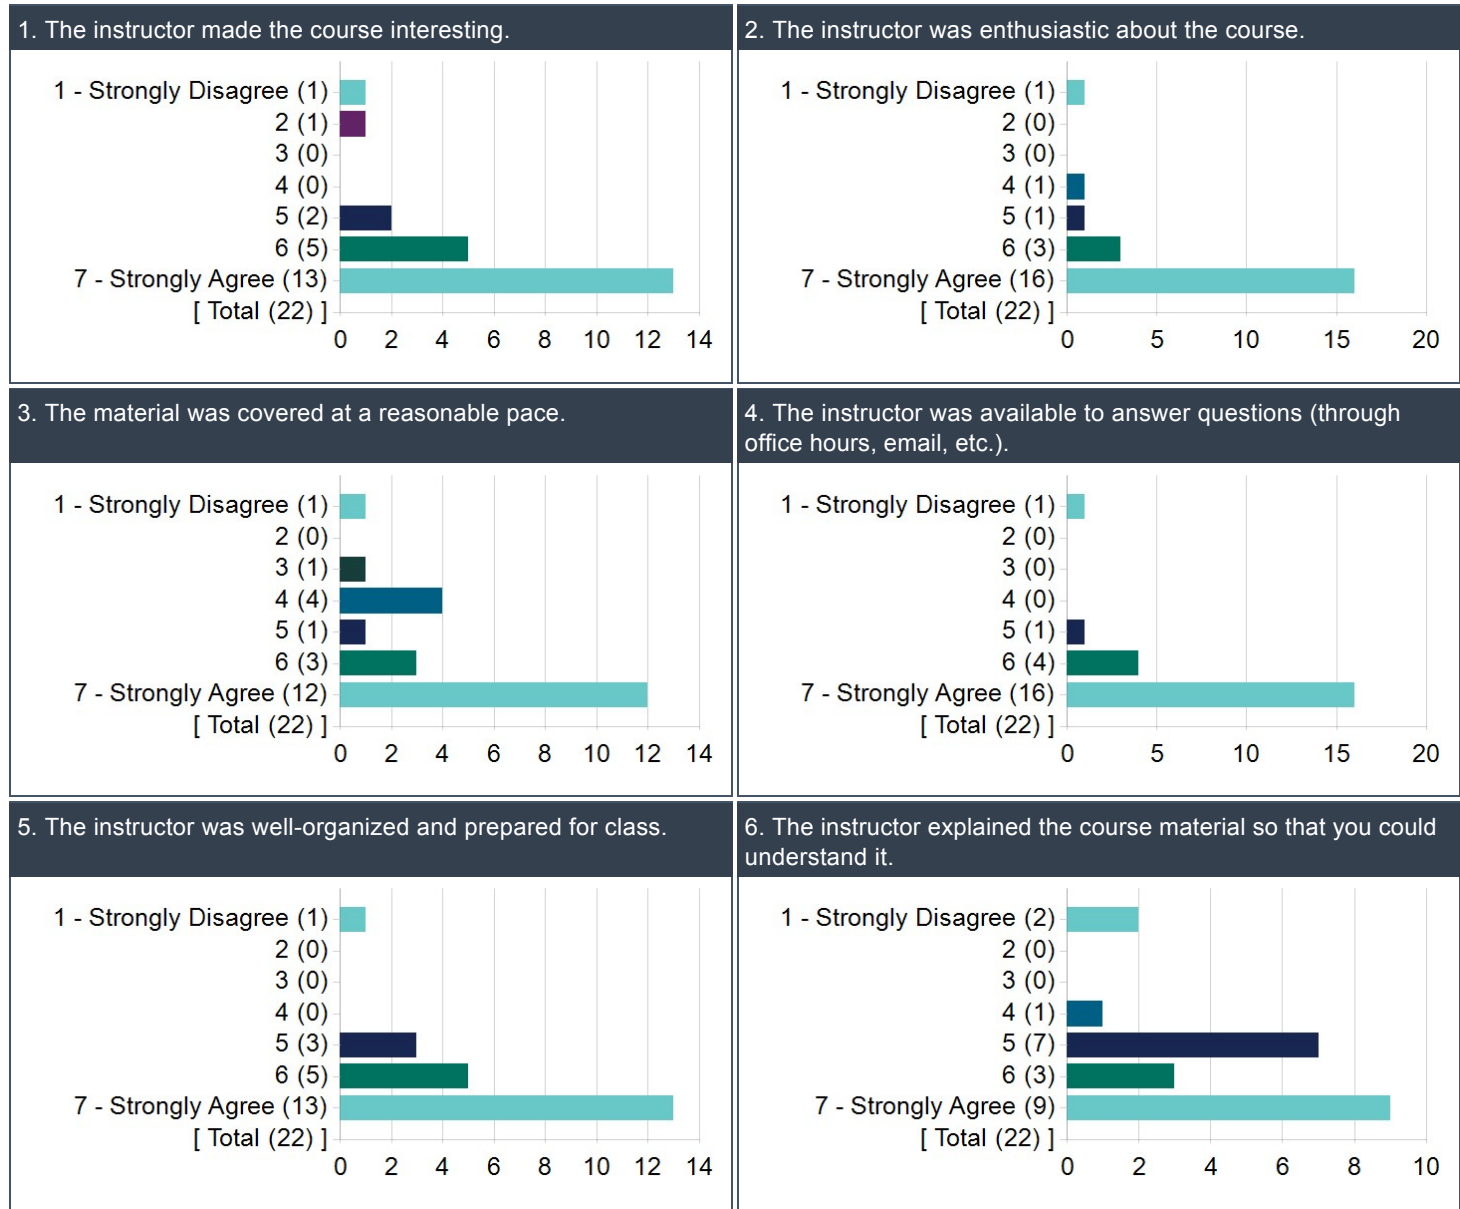 1. The instructor made the course interesting.
1 - Strongly Disagree (1)
2 (1)
3 (0)
4 (0)
5 (2)
6 (5)
7 - Strongly Agree (13)
[ Total (22) ]
0 2 4 6 8 10 12 14
2. The instructor was enthusiastic about the course.
1 - Strongly Disagree (1)
2 (0)
3 (0)
4 (1)
5 (1)
6 (3)
7 - Strongly Agree (16)
[ Total (22) ]
0 5 10 15 20
3. The material was covered at a reasonable pace.
1 - Strongly Disagree (1)
2 (0)
3 (1)
4 (4)
5 (1)
6 (3)
7 - Strongly Agree (12)
[ Total (22) ]
0 2 4 6 8 10 12 14
4. The instructor was available to answer questions (through
office hours, email, etc.).
1 - Strongly Disagree (1)
2 (0)
3 (0)
4 (0)
5 (1)
6 (4)
7 - Strongly Agree (16)
[ Total (22) ]
0 5 10 15 20
5. The instructor was well-organized and prepared for class.
1 - Strongly Disagree (1)
2 (0)
3 (0)
4 (0)
5 (3)
6 (5)
7 - Strongly Agree (13)
[ Total (22) ]
0 2 4 6 8 10 12 14
6. The instructor explained the course material so that you could
understand it.
1 - Strongly Disagree (2)
2 (0)
3 (0)
4 (1)
5 (7)
6 (3)
7 - Strongly Agree (9)
[ Total (22) ]
0 2 4 6 8 10